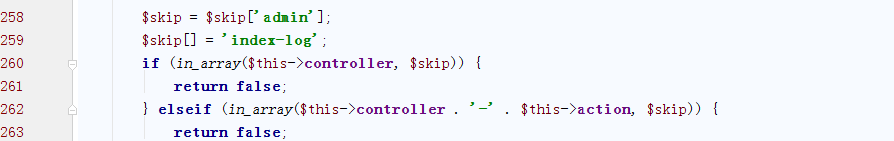 258 $skip = $skip['admin'];
259 $skip[] = 'index-log';
260 if (in_array($this->controller, $skip)) {
261 return false;
262 } elseif (in_array($this->controller . '-' . $this->action, $skip)) {
263 return false;